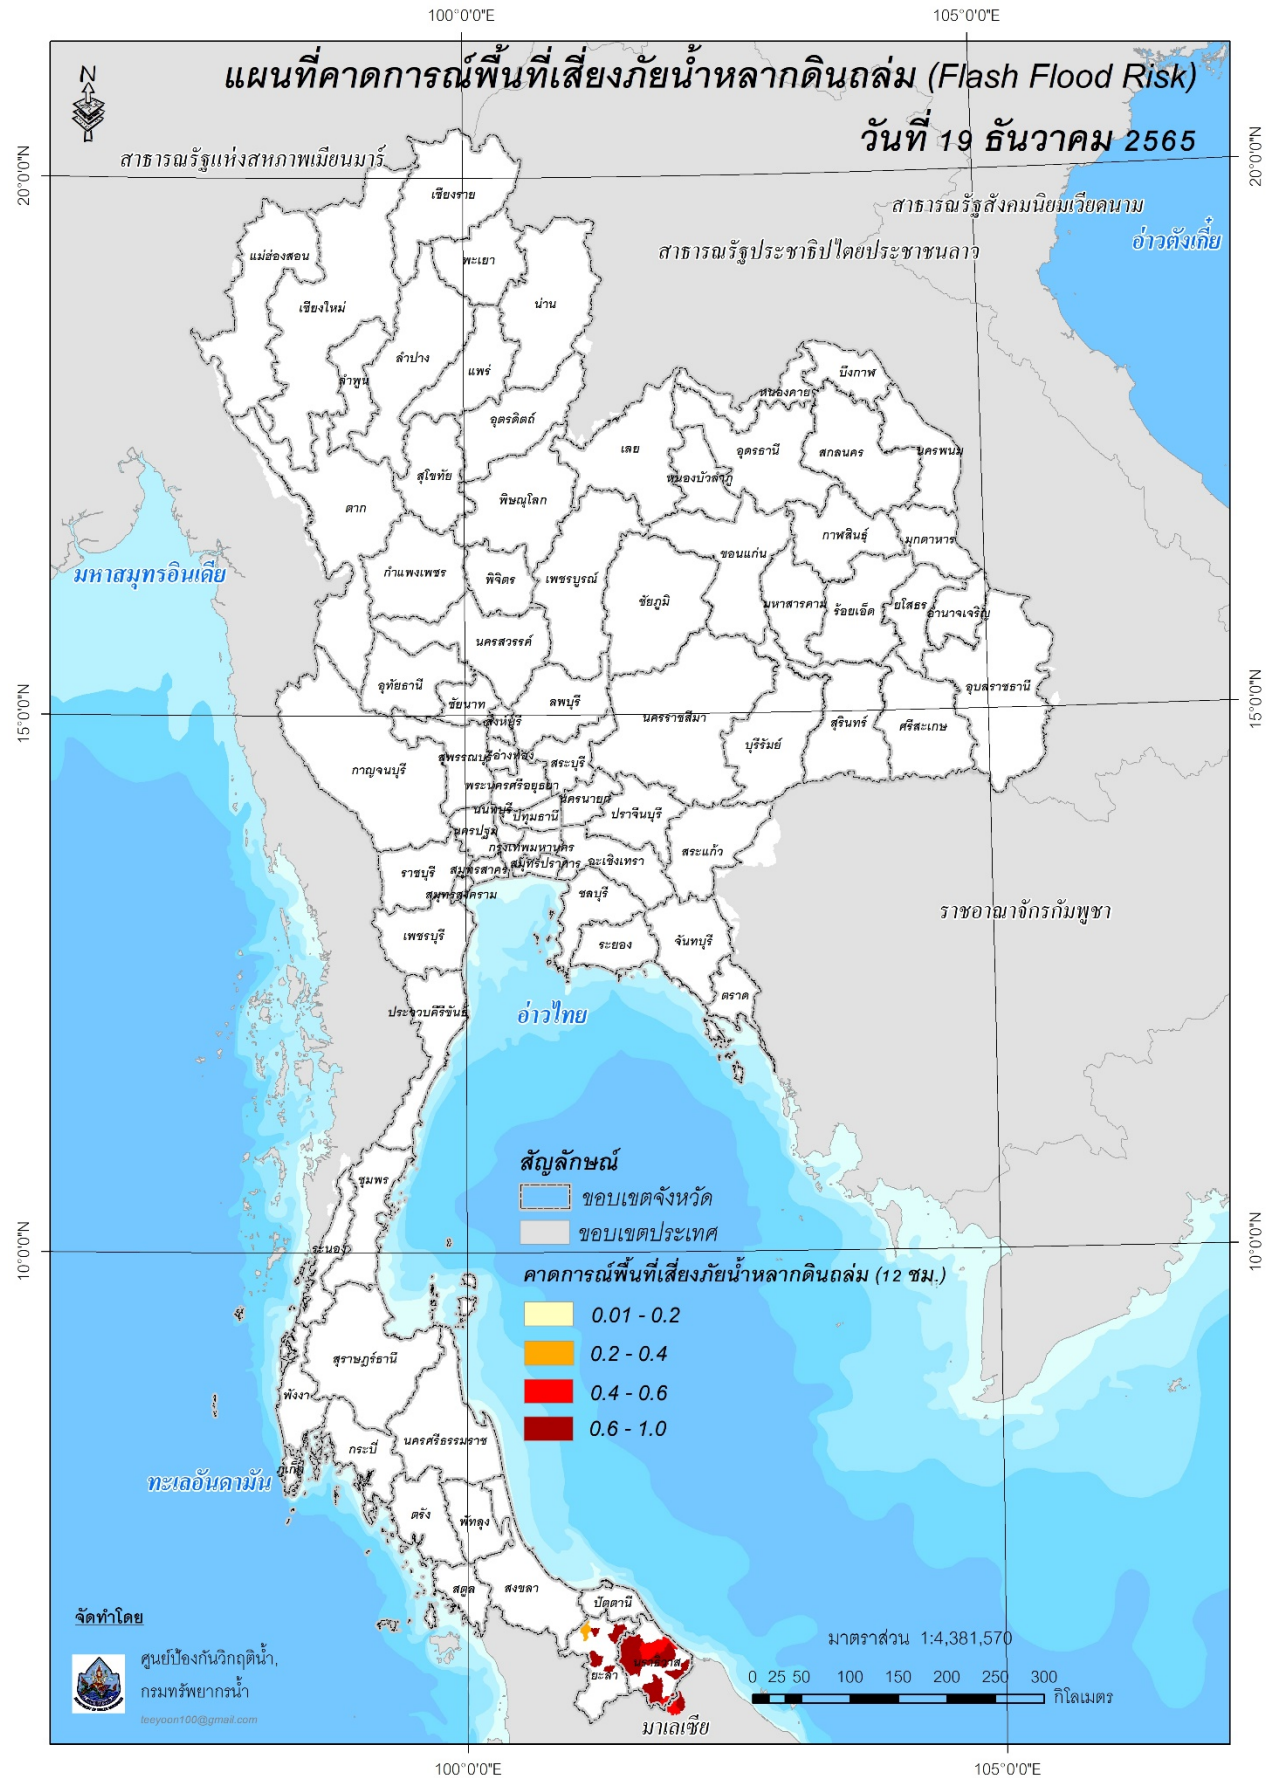 100°0'0"E
105°0'0"E
แผนที่คาดการณ์พื้นที่เสี่ยงภัยน้ำหลากดินถล่ม (Flash Flood Risk)
วันที่ 19 ธันวาคม 2565
N
20°0'0"N
20°0'0"N
สาธารณรัฐแห่งสหภาพเมียนมาร์
สาธารณรัฐสังคมนิยมเวียดนาม
สาธารณรัฐประชาธิปไตยประชาชนลาว
อ่าวตังเกี๋ย
เชียงราย
แม่ฮ่องสอน
พะเยา
เชียงใหม่
น่าน
ลำปาง
แพร่
ลำพูน
อุตรดิตถ์
บึงกาฬ
หนองคาย
เลย
อุดรธานี
สกลนคร
นครพนม
สุโขทัย
หนองบัวลำภู
พิษณุโลก
ตาก
กาฬสินธุ์
มุกดาหาร
ขอนแก่น
มหาสมุทรอินเดีย
กำแพงเพชร
พิจิตร
เพชรบูรณ์
ชัยภูมิ
มหาสารคาม
ร้อยเอ็ด
ยโสธร
อำนาจเจริญ
นครสวรรค์
อุทัยธานี
ชัยนาท
ลพบุรี
อุบลราชธานี
15°0'0"N
15°0'0"N
สิงห์บุรี
นครราชสีมา
สุรินทร์
ศรีสะเกษ
บุรีรัมย์
กาญจนบุรี
สุพรรณบุรี
อ่างทอง
สระบุรี
พระนครศรีอยุธยา
นครนายก
นนทบุรี
ปทุมธานี
ปราจีนบุรี
นครปฐม
กรุงเทพมหานคร
สระแก้ว
ราชบุรี
สมุทรสาคร
สมุทรปราการ
ฉะเชิงเทรา
สมุทรสงคราม
ชลบุรี
เพชรบุรี
ระยอง
จันทบุรี
ราชอาณาจักรกัมพูชา
ตราด
ประจวบคีรีขันธ์
อ่าวไทย
ชุมพร
ระนอง
10°0'0"N
10°0'0"N
สัญลักษณ์
ขอบเขตจังหวัด
ขอบเขตประเทศ
คาดการณ์พื้นที่เสี่ยงภัยน้ำหลากดินถล่ม (12 ชม.)
0.01 - 0.2
0.2 - 0.4
0.4 - 0.6
0.6 - 1.0
สุราษฎร์ธานี
พังงา
นครศรีธรรมราช
กระบี่
ภูเก็ต
ทะเลอันดามัน
ตรัง
พัทลุง
สตูล
สงขลา
ปัตตานี
นราธิวาส
ยะลา
มาเลเซีย
จัดทำโดย
ศูนย์ป้องกันวิกฤติน้ำ,
กรมทรัพยากรน้ำ
leeyoon100@gmail.com
มาตราส่วน 1:4,381,570
0 25 50 100 150 200 250 300
กิโลเมตร
100°0'0"E
105°0'0"E